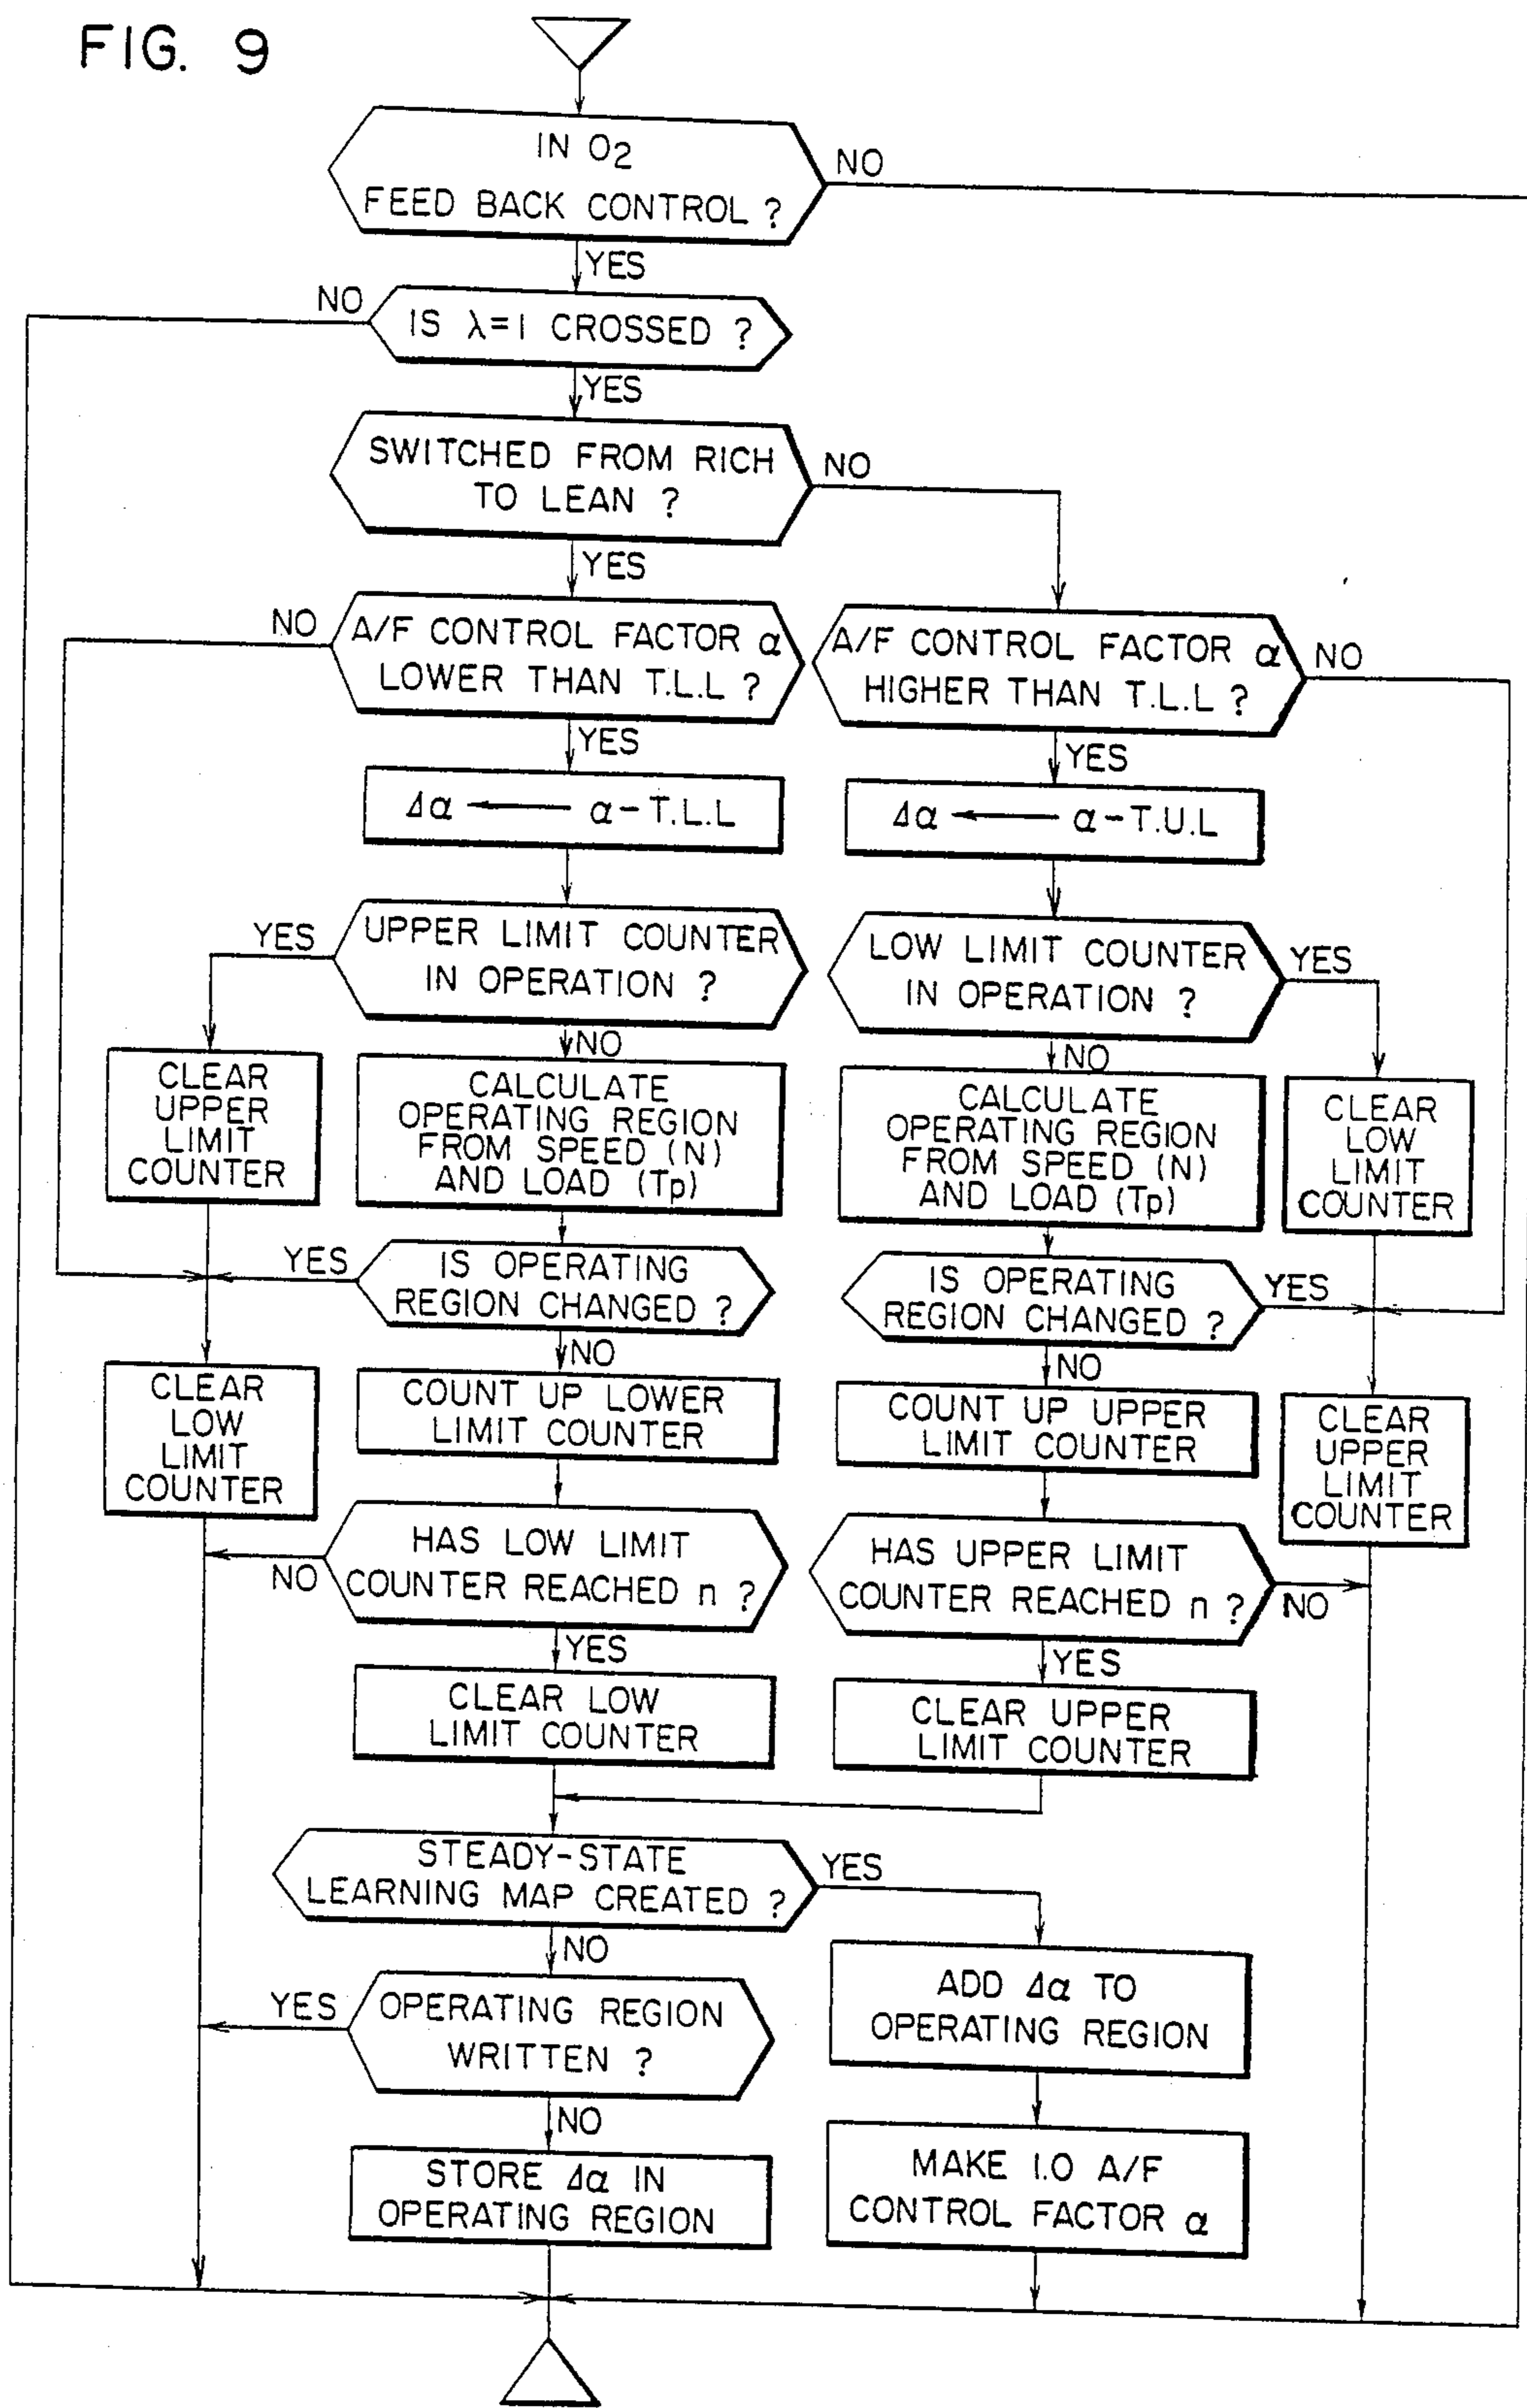 FIG. 9
IN O2
FEED BACK CONTROL ?
NO
YES
NO
IS λ=1 CROSSED ?
YES
SWITCHED FROM RICH
TO LEAN ?
NO
YES
NO
A/F CONTROL FACTOR α
LOWER THAN T.L.L ?
A/F CONTROL FACTOR α
HIGHER THAN T.L.L ?
NO
YES
YES
Δα ← α-T.L.L
Δα ← α-T.U.L
YES
UPPER LIMIT COUNTER
IN OPERATION ?
LOW LIMIT COUNTER
IN OPERATION ?
YES
NO
NO
CLEAR
UPPER
LIMIT
COUNTER
CALCULATE
OPERATING REGION
FROM SPEED (N)
AND LOAD (Tp)
CALCULATE
OPERATING REGION
FROM SPEED (N)
AND LOAD (Tp)
CLEAR
LOW
LIMIT
COUNTER
YES
IS OPERATING
REGION CHANGED ?
IS OPERATING
REGION CHANGED ?
YES
NO
NO
CLEAR
LOW
LIMIT
COUNTER
COUNT UP LOWER
LIMIT COUNTER
COUNT UP UPPER
LIMIT COUNTER
CLEAR
UPPER
LIMIT
COUNTER
NO
HAS LOW LIMIT
COUNTER REACHED n ?
HAS UPPER LIMIT
COUNTER REACHED n ?
NO
YES
YES
CLEAR LOW
LIMIT COUNTER
CLEAR UPPER
LIMIT COUNTER
STEADY-STATE
LEARNING MAP CREATED ?
YES
NO
YES
OPERATING REGION
WRITTEN ?
ADD Δα TO
OPERATING REGION
NO
STORE Δα IN
OPERATING REGION
MAKE 1.0 A/F
CONTROL FACTOR α